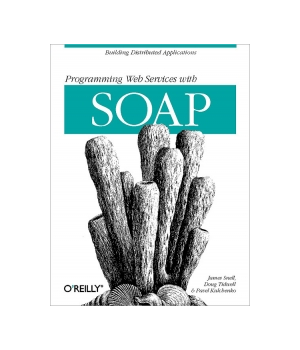 Building Distributed Applications
Programming Web Services with
SOAP
James Snell,
Doug Tidwell
& Pavel Kulchenko
O'REILLY®